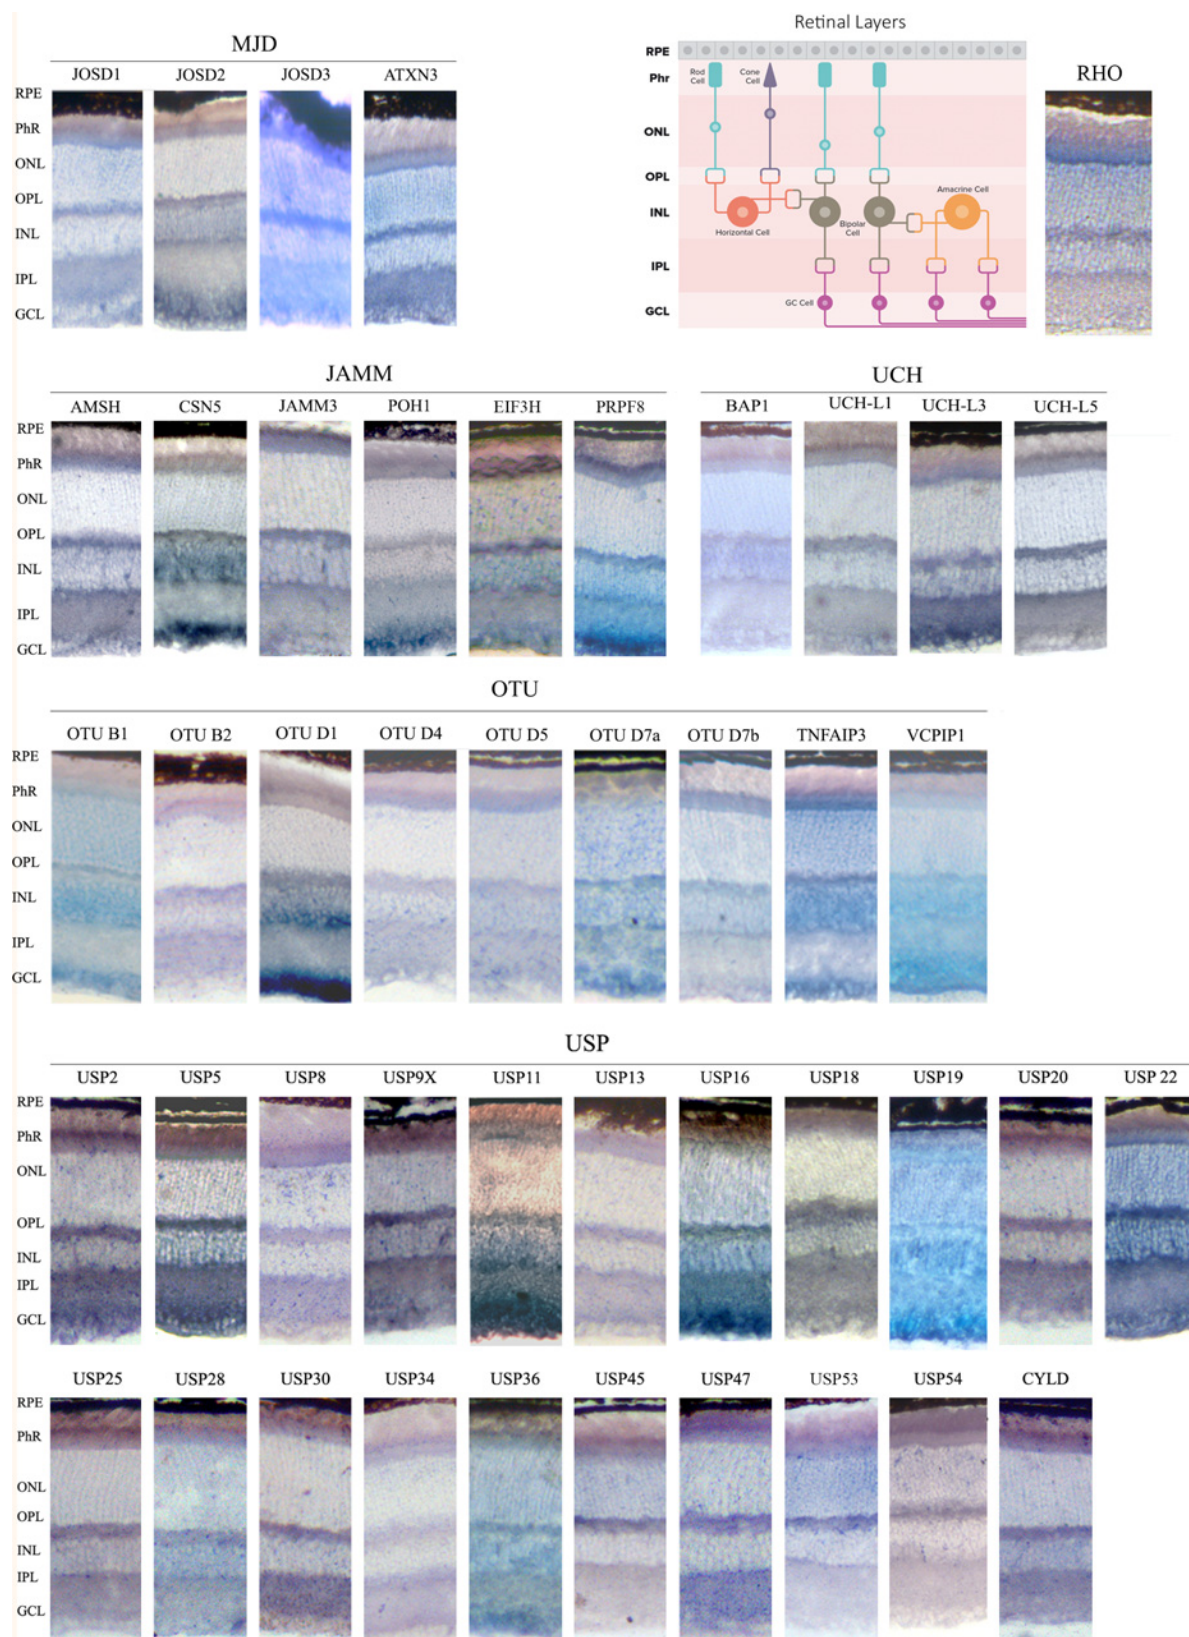 MJD
JOSD1 JOSD2 JOSD3 ATXN3
RPE
PhR
ONL
OPL
INL
IPL
GCL
Retinal Layers
RPE
Phr
ONL
OPL
INL
IPL
GCL
Rod Cell
Cone Cell
Horizontal Cell
Bipolar Cell
Amacrine Cell
GC Cell
RHO
JAMM
AMSH CSN5 JAMM3 POH1 EIF3H PRPF8
RPE
PhR
ONL
OPL
INL
IPL
GCL
UCH
BAP1 UCH-L1 UCH-L3 UCH-L5
OTU
OTU B1 OTU B2 OTU D1 OTU D4 OTU D5 OTU D7a OTU D7b TNFAIP3 VCPIP1
RPE
PhR
ONL
OPL
INL
IPL
GCL
USP
USP2 USP5 USP8 USP9X USP11 USP13 USP16 USP18 USP19 USP20 USP 22
RPE
PhR
ONL
OPL
INL
IPL
GCL
USP25 USP28 USP30 USP34 USP36 USP45 USP47 USP53 USP54 CYLD
RPE
PhR
ONL
OPL
INL
IPL
GCL